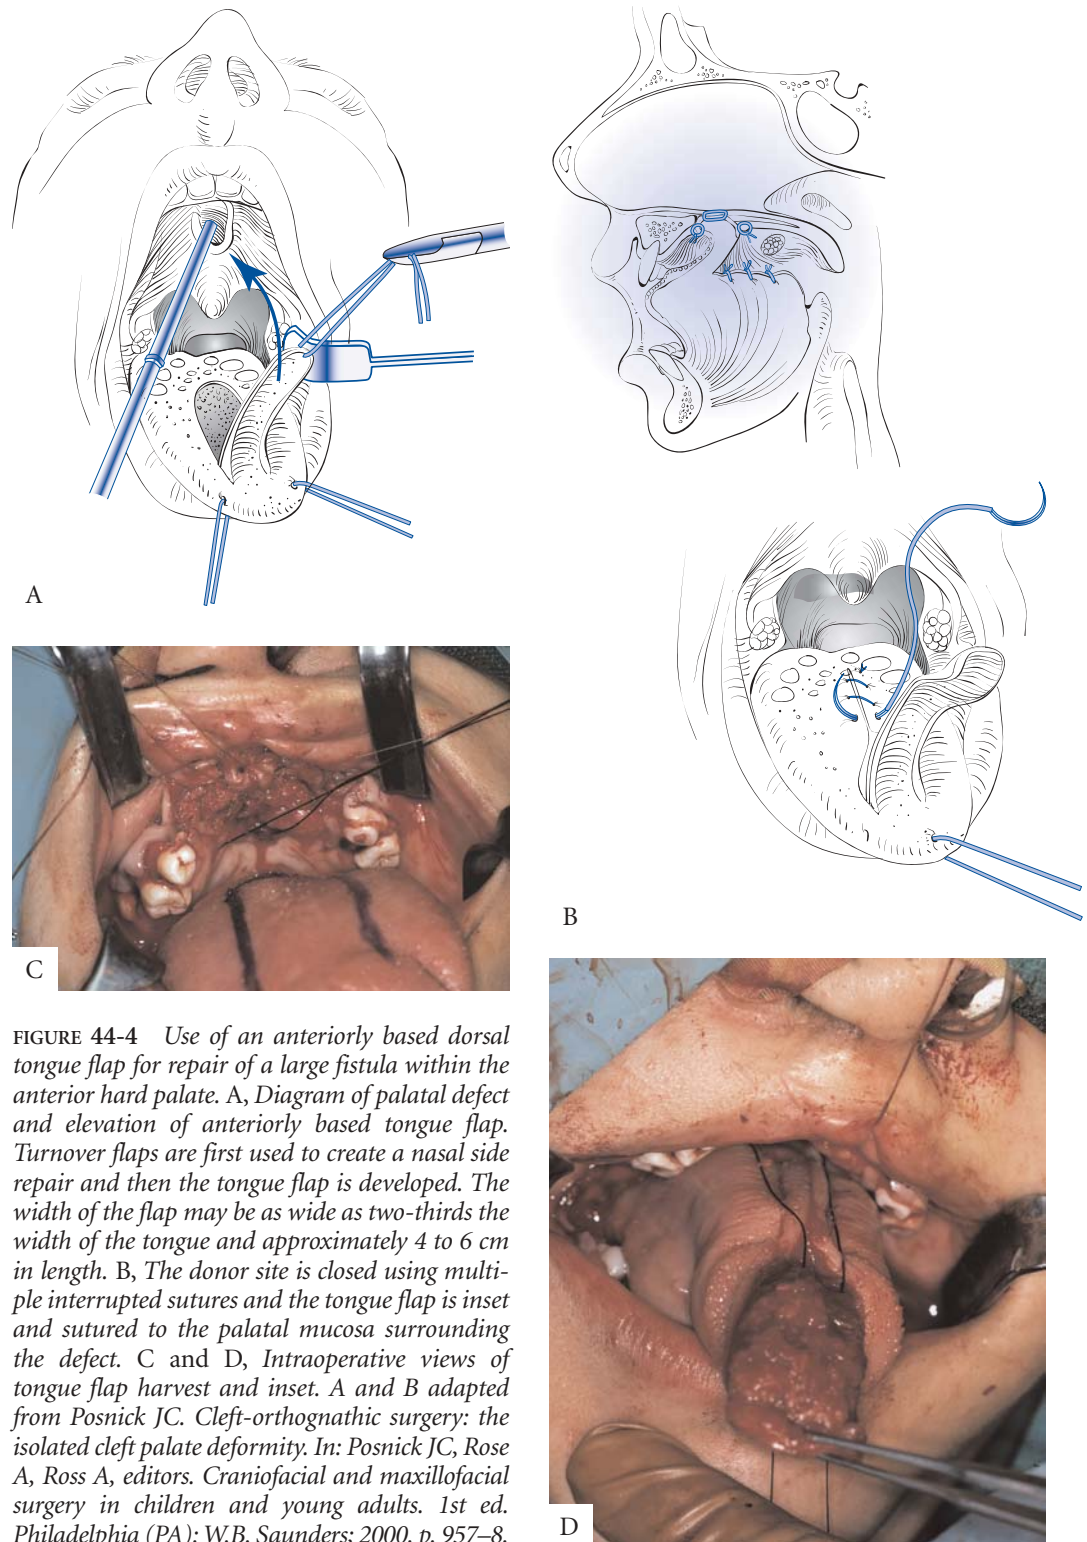 A
B
C
D
FIGURE 44-4 Use of an anteriorly based dorsal
tongue flap for repair of a large fistula within the
anterior hard palate. A, Diagram of palatal defect
and elevation of anteriorly based tongue flap.
Turnover flaps are first used to create a nasal side
repair and then the tongue flap is developed. The
width of the flap may be as wide as two-thirds the
width of the tongue and approximately 4 to 6 cm
in length. B, The donor site is closed using multi-
ple interrupted sutures and the tongue flap is inset
and sutured to the palatal mucosa surrounding
the defect. C and D, Intraoperative views of
tongue flap harvest and inset. A and B adapted
from Posnick JC. Cleft-orthognathic surgery: the
isolated cleft palate deformity. In: Posnick JC, Rose
A, Ross A, editors. Craniofacial and maxillofacial
surgery in children and young adults. 1st ed.
Philadelphia (PA): W.B. Saunders; 2000. p. 957–8.